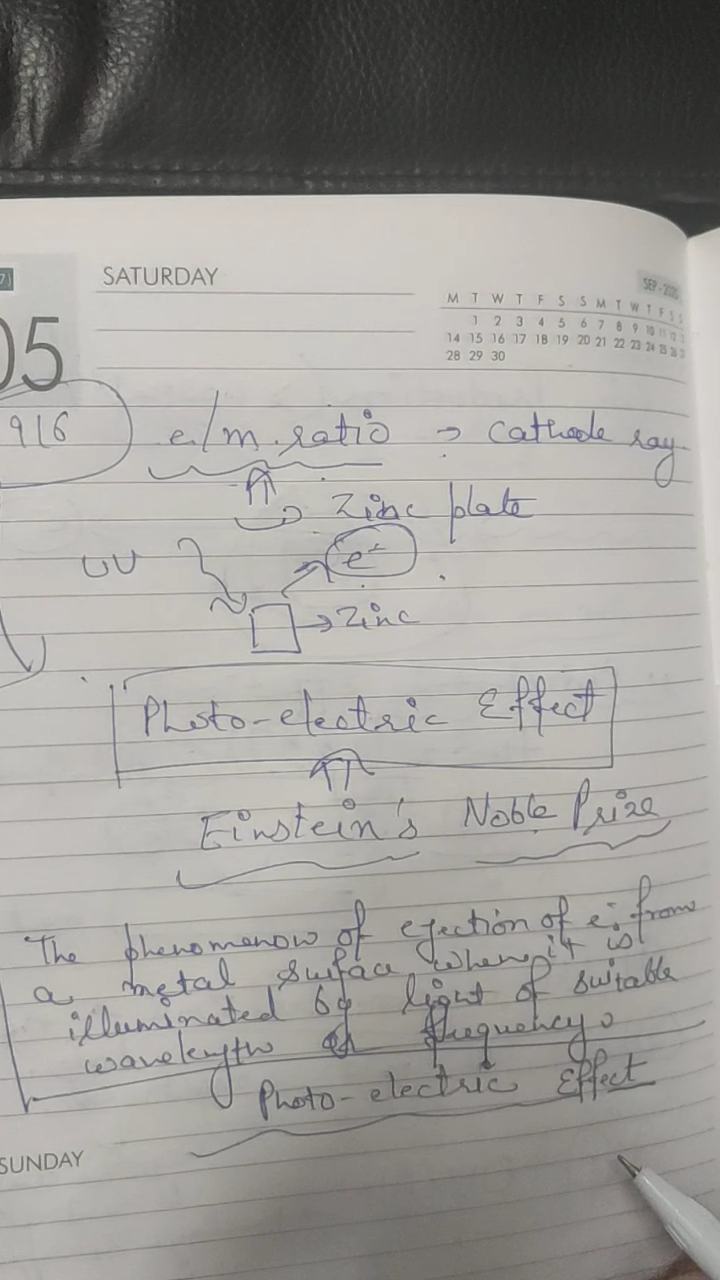 SATURDAY
SEP - 2020
M T W T F S S M T W T F S S
1 2 3 4 5 6 7 8 9 10 11 12 13
14 15 16 17 18 19 20 21 22 23 24 25 26 27
28 29 30
05
916 e/m ratio → Cathode ray
Zinc plate
UV e-
→ Zinc
Photo-electric Effect
Einstein's Noble Prize
The phenomenon of ejection of e-s from
a metal surface when it is
illuminated by light of suitable
wavelength or frequency.
Photo-electric Effect
SUNDAY